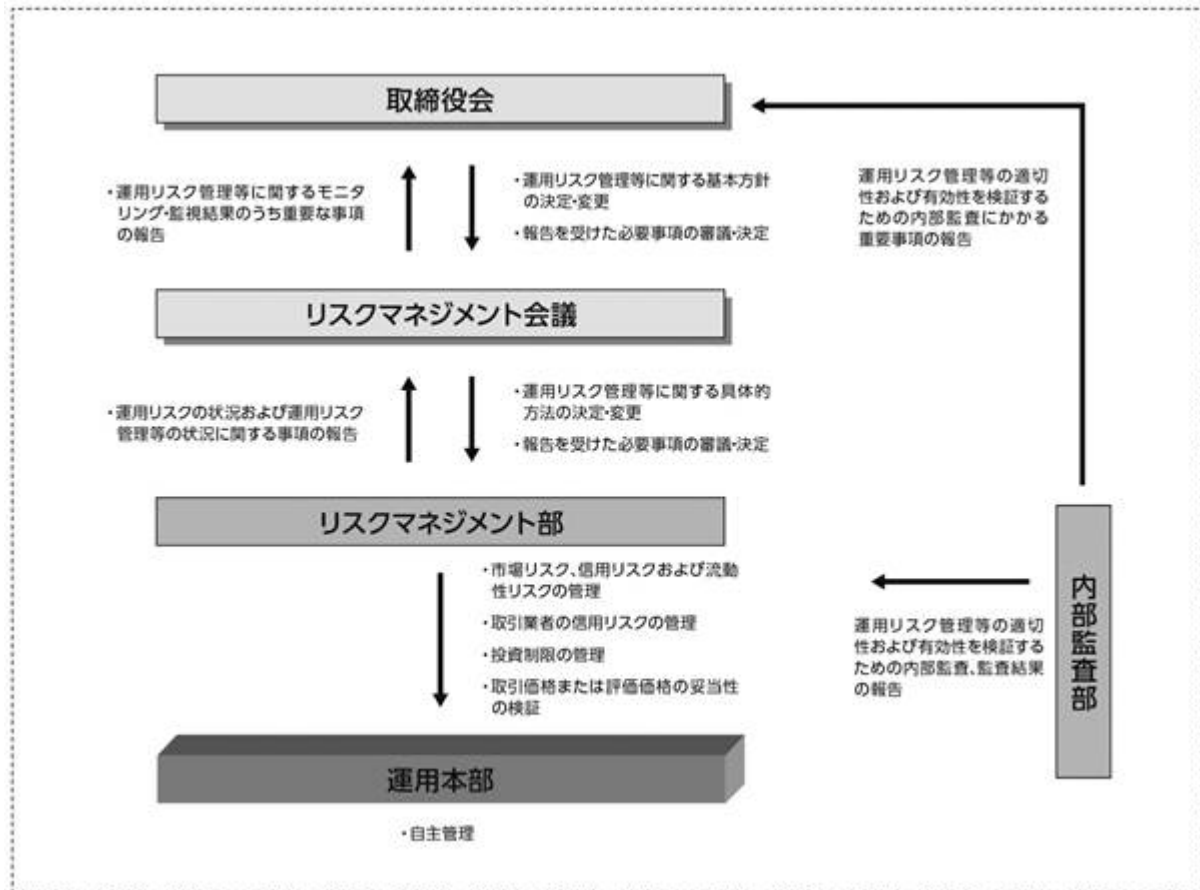 取締役会
・運用リスク管理等に関するモニタ
リング・監視結果のうち重要な事項
の報告
・運用リスク管理等に関する基本方針
の決定・変更
・報告を受けた必要事項の審議・決定
運用リスク管理等の適切
性および有効性を検証する
ための内部監査にかかる
重要事項の報告
リスクマネジメント会議
・運用リスクの状況および運用リスク
管理等の状況に関する事項の報告
・運用リスク管理等に関する具体的
方法の決定・変更
・報告を受けた必要事項の審議・決定
リスクマネジメント部
・市場リスク、信用リスクおよび流動
性リスクの管理
・取引業者の信用リスクの管理
・投資制限の管理
・取引価格または評価価格の妥当性
の検証
運用リスク管理等の適切
性および有効性を検証する
ための内部監査、監査結果
の報告
内部監査部
運用本部
・自主管理